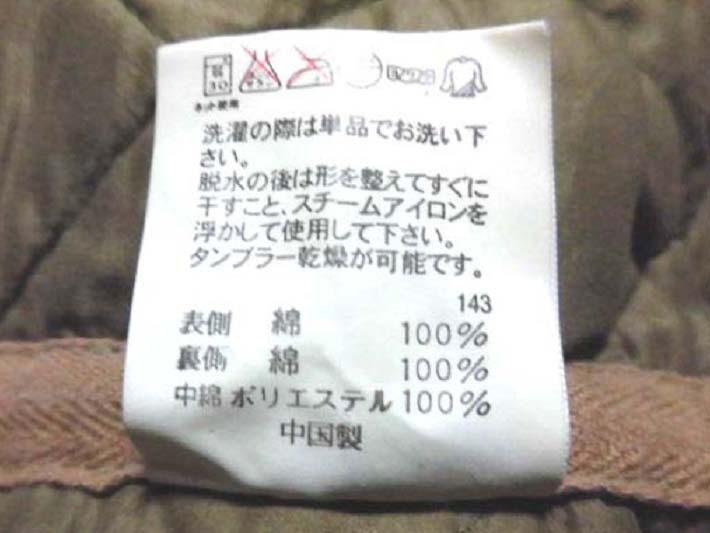 弱
30
ネット使用
洗濯の際は単品でお洗い下
さい。
脱水の後は形を整えてすぐに
干すこと、スチームアイロンを
浮かして使用して下さい。
タンブラー乾燥が可能です。
143
表側 綿 100%
裏側 綿 100%
中綿 ポリエステル 100%
中国製